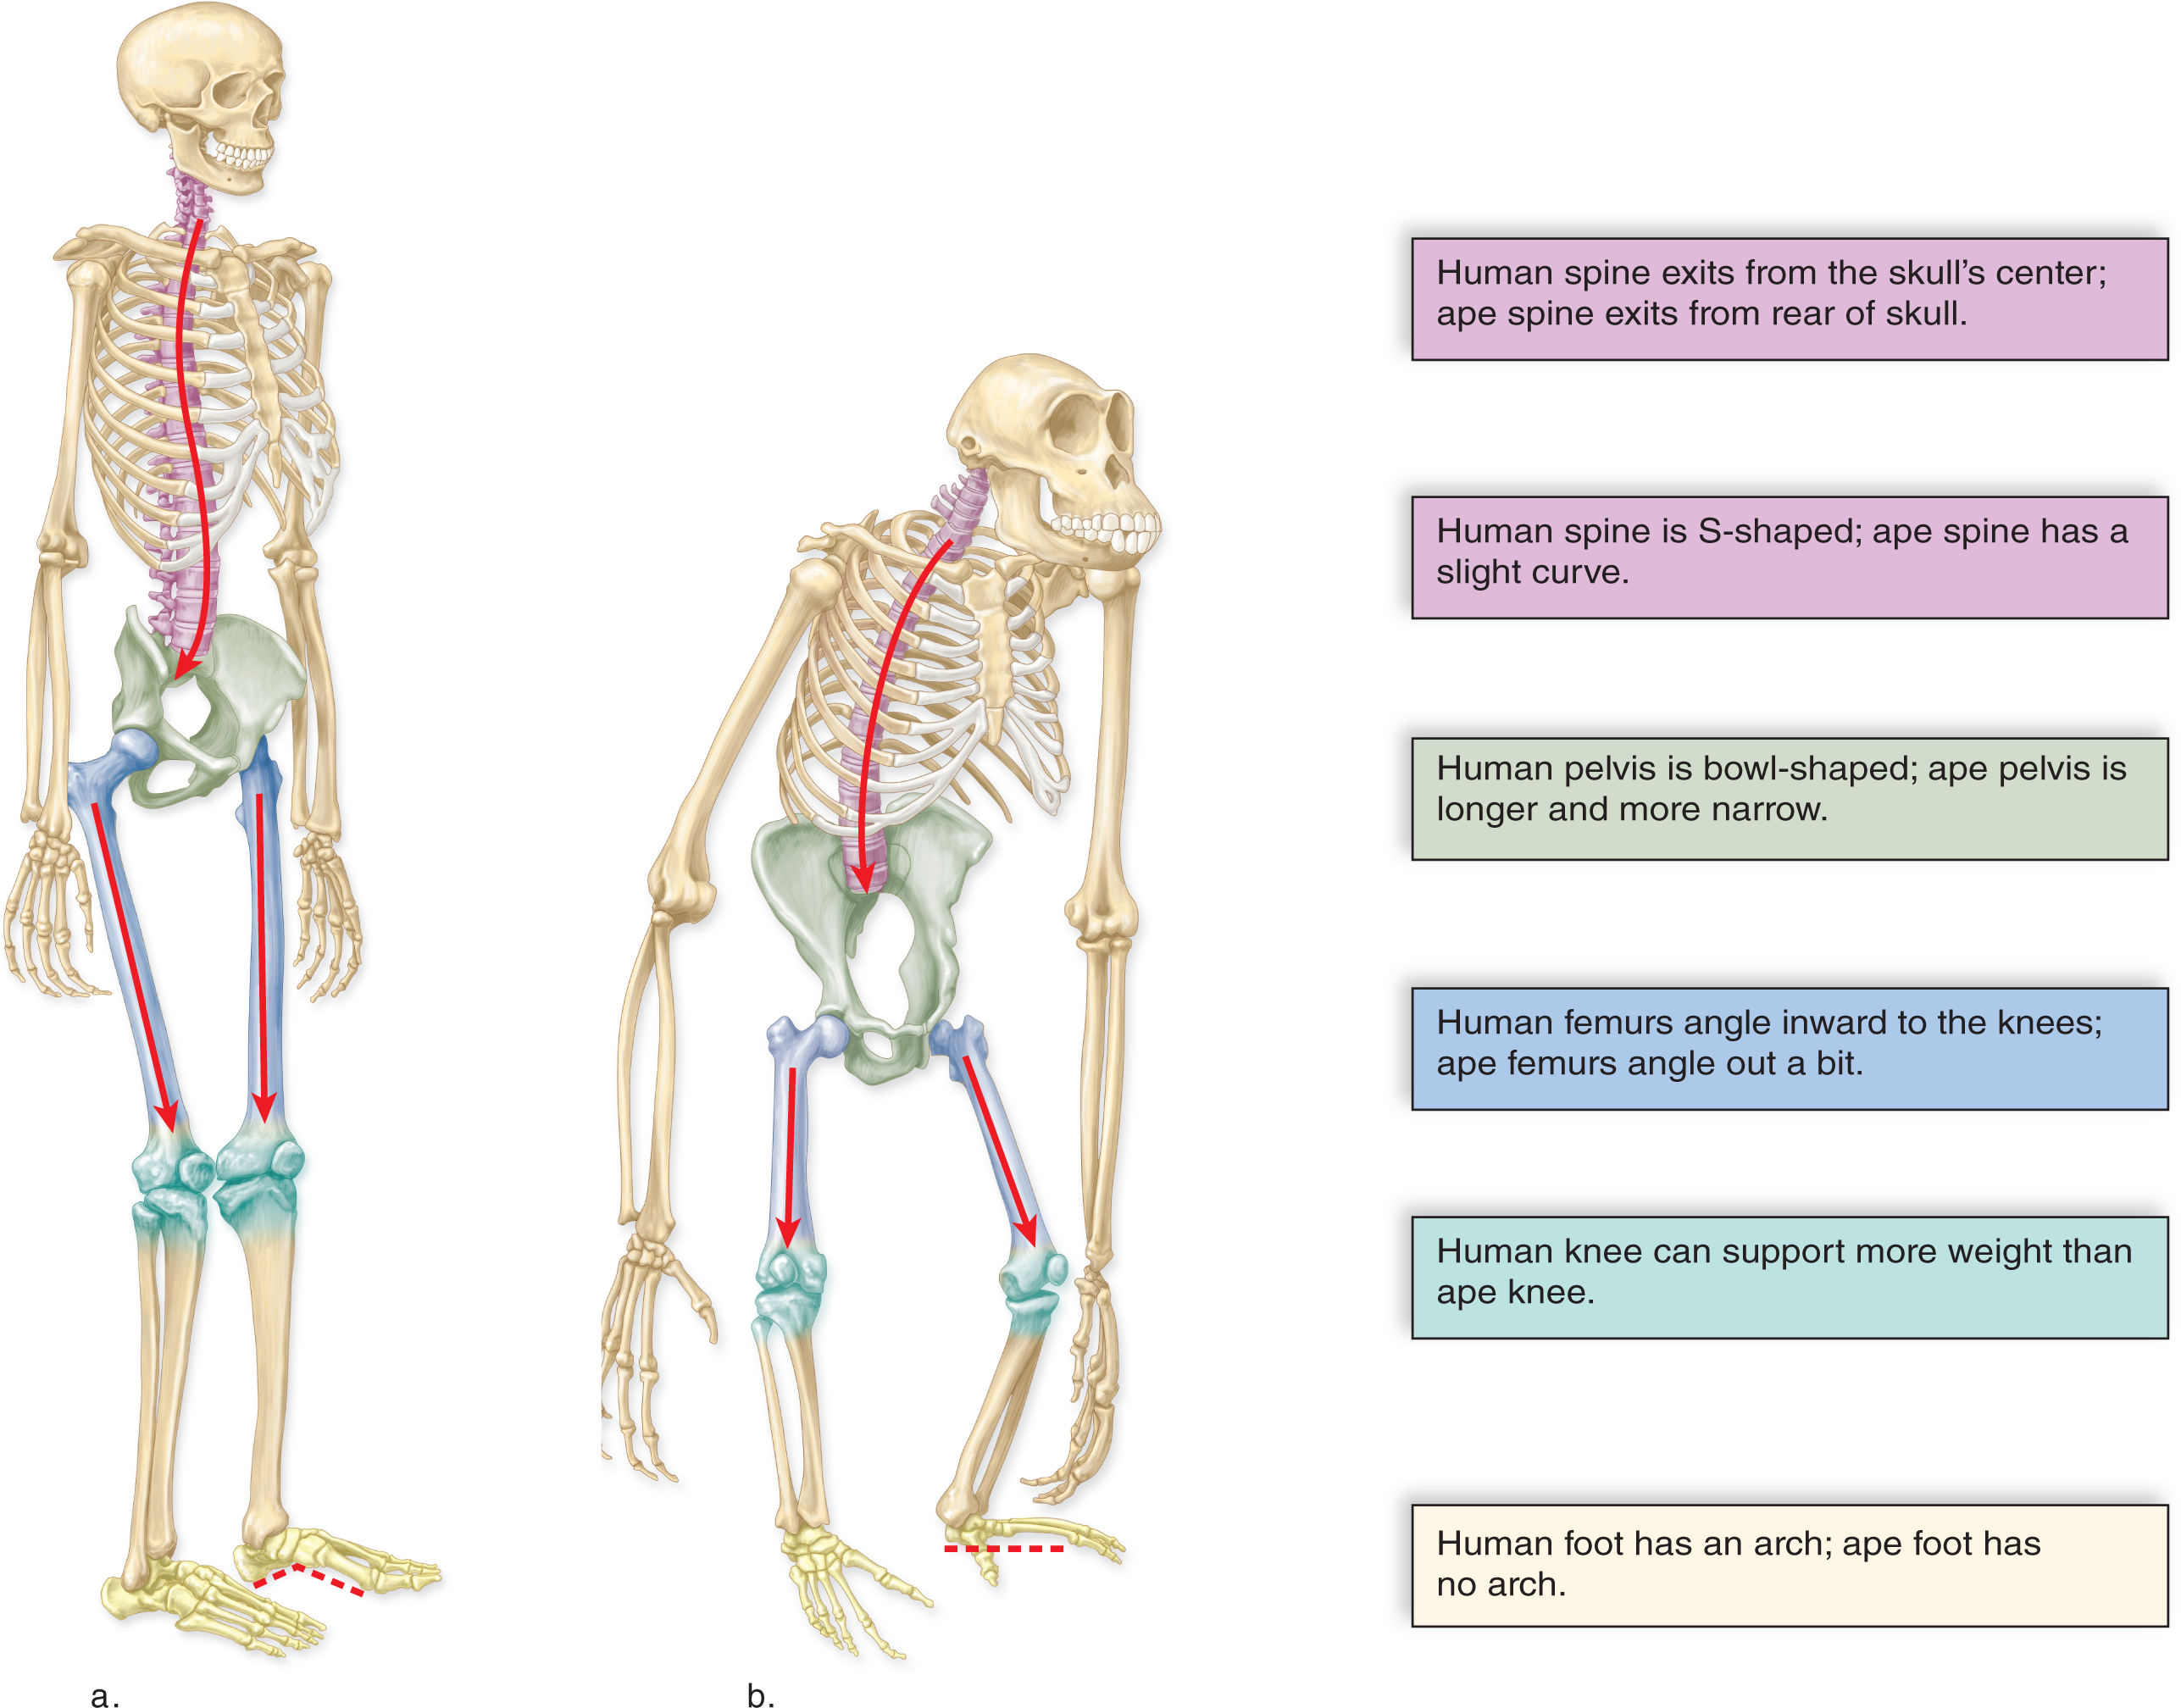 Human spine exits from the skull’s center;
ape spine exits from rear of skull.
Human spine is S-shaped; ape spine has a
slight curve.
Human pelvis is bowl-shaped; ape pelvis is
longer and more narrow.
Human femurs angle inward to the knees;
ape femurs angle out a bit.
Human knee can support more weight than
ape knee.
Human foot has an arch; ape foot has
no arch.
a.
b.